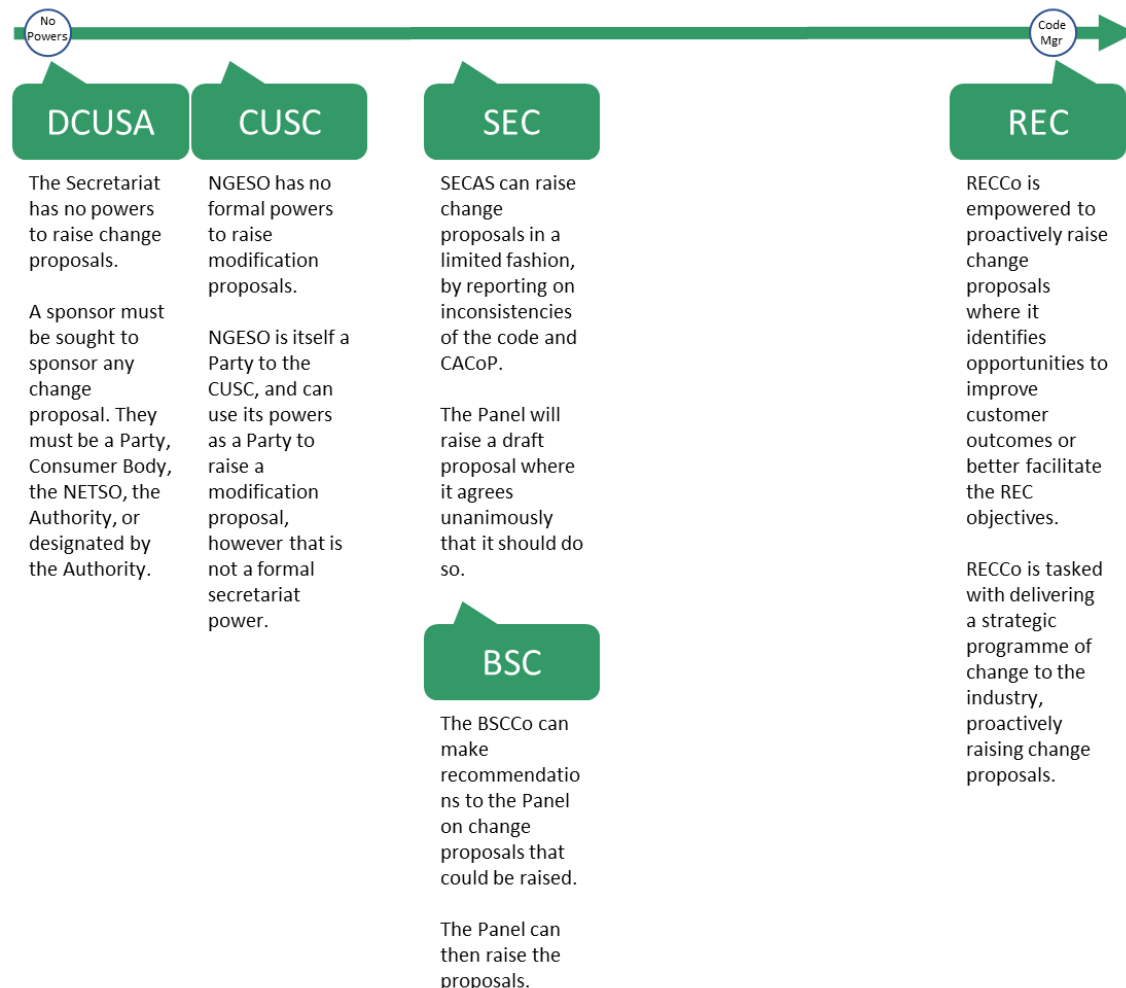 No
Powers
Code
Mgr
DCUSA
The Secretariat
has no powers
to raise change
proposals.
A sponsor must
be sought to
sponsor any
change
proposal. They
must be a Party,
Consumer Body,
the NETSO, the
Authority, or
designated by
the Authority.
CUSC
NGESO has no
formal powers
to raise
modification
proposals.
NGESO is itself a
Party to the
CUSC, and can
use its powers
as a Party to
raise a
modification
proposal,
however that is
not a formal
secretariat
power.
SEC
SECAS can raise
change
proposals in a
limited fashion,
by reporting on
inconsistencies
of the code and
CACoP.
The Panel will
raise a draft
proposal where
it agrees
unanimously
that it should do
so.
BSC
The BSCCo can
make
recommendatio
ns to the Panel
on change
proposals that
could be raised.
The Panel can
then raise the
proposals.
REC
RECCo is
empowered to
proactively raise
change
proposals
where it
identifies
opportunities to
improve
customer
outcomes or
better facilitate
the REC
objectives.
RECCo is tasked
with delivering
a strategic
programme of
change to the
industry,
proactively
raising change
proposals.